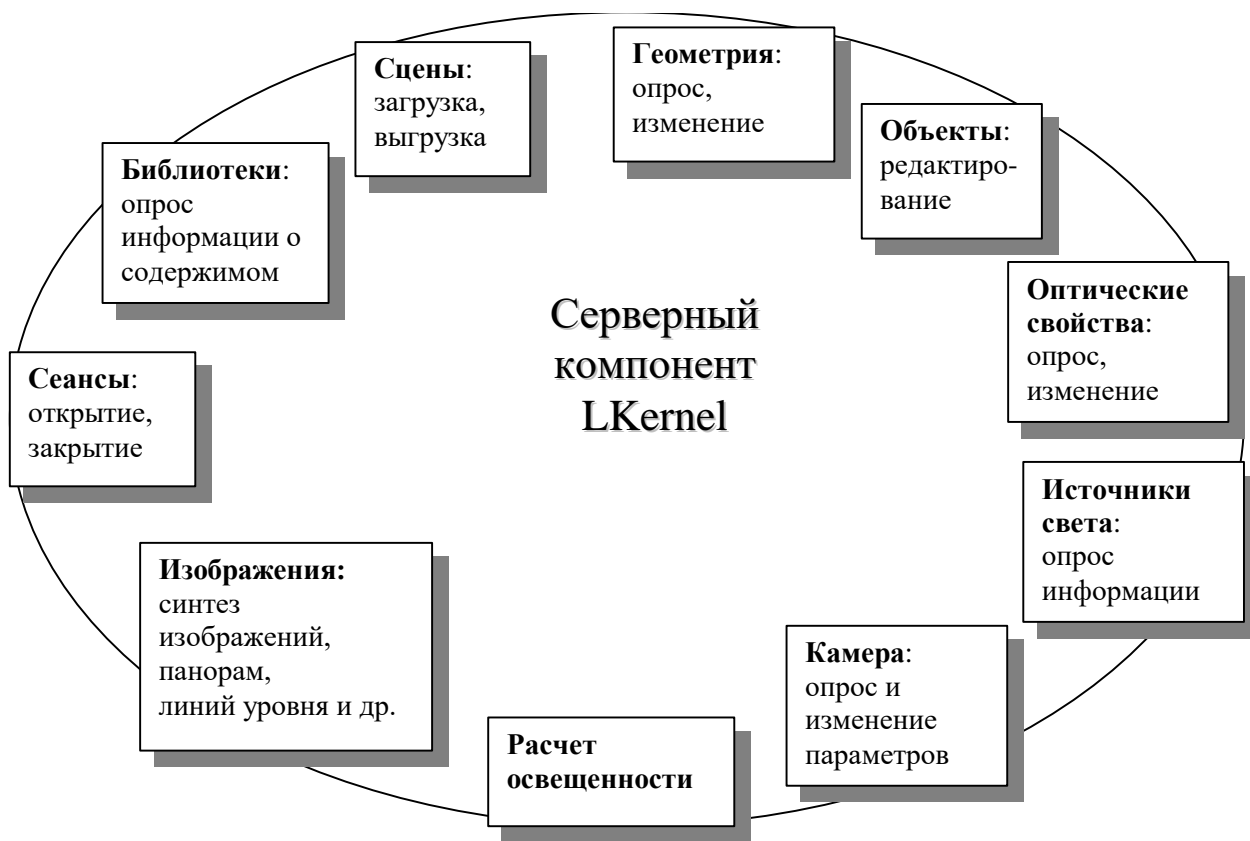 Сцены:
загрузка,
выгрузка
Геометрия:
опрос,
изменение
Объекты:
редактиро-
вание
Библиотеки:
опрос
информации о
содержимом
Оптические
свойства:
опрос,
изменение
Серверный
компонент
LKernel
Сеансы:
открытие,
закрытие
Источники
света:
опрос
информации
Изображения:
синтез
изображений,
панорам,
линий уровня и др.
Камера:
опрос и
изменение
параметров
Расчет
освещенности